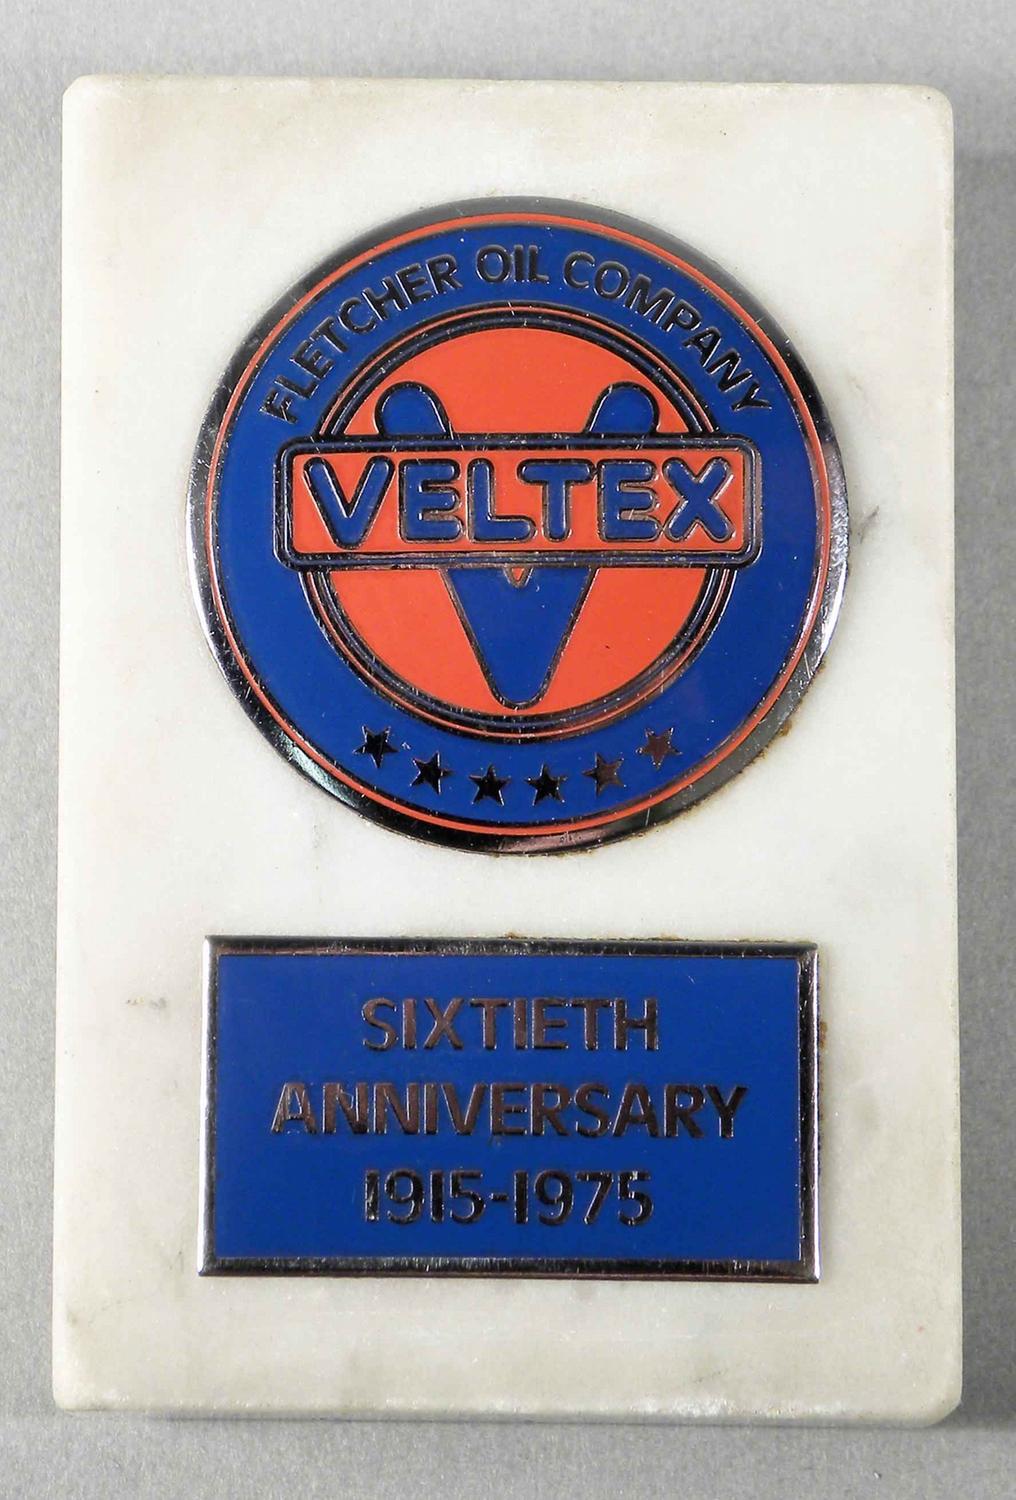 FLETCHER OIL COMPANY
VELTEX
SIXTIETH
ANNIVERSARY
1915-1975